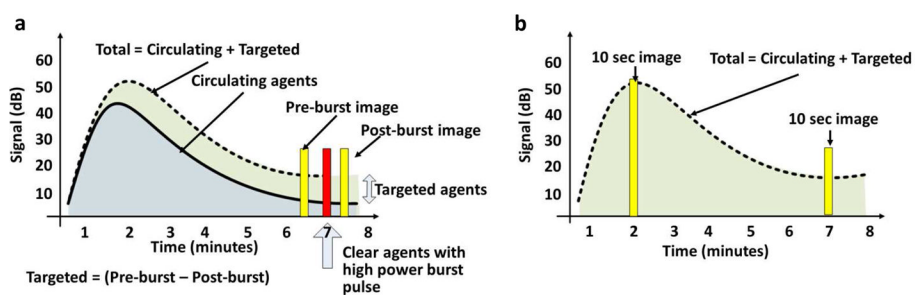 a
Total = Circulating + Targeted
Circulating agents
Pre-burst image
Post-burst image
Targeted agents
Signal (dB)
60
50
40
30
20
10
1 2 3 4 5 6 7 8
Time (minutes)
Clear agents with
high power burst
pulse
Targeted = (Pre-burst – Post-burst)
b
10 sec image
Total = Circulating + Targeted
10 sec image
Signal (dB)
60
50
40
30
20
10
1 2 3 4 5 6 7 8
Time (minutes)